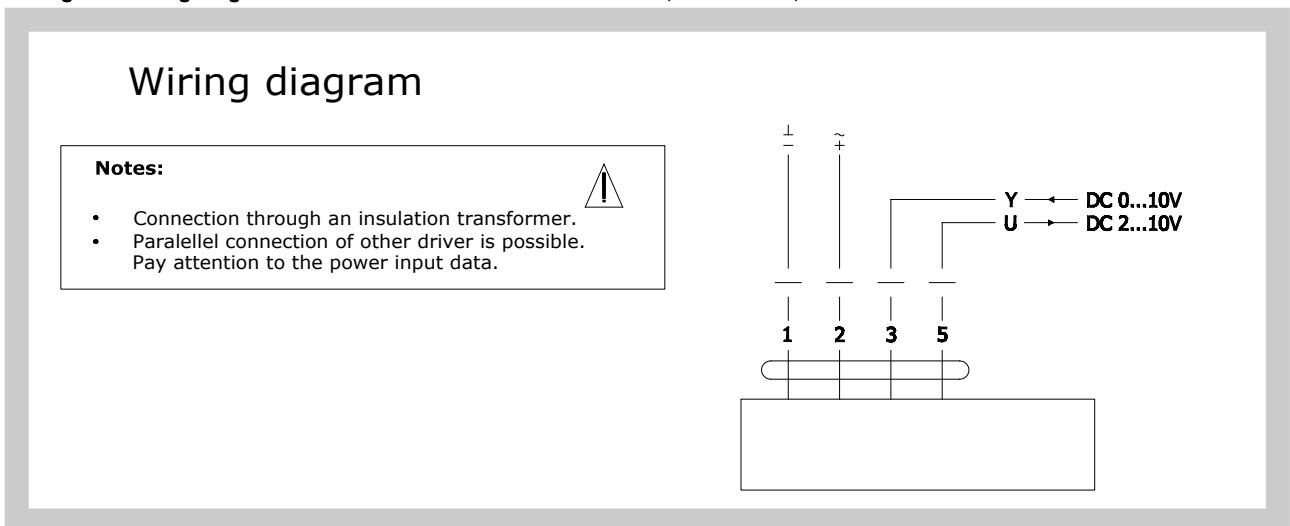 Wiring diagram
Notes:
• Connection through an insulation transformer.
• Paralellel connection of other driver is possible.
Pay attention to the power input data.
⊥ ~
− +
Y DC 0...10V
U DC 2...10V
1 2 3 5